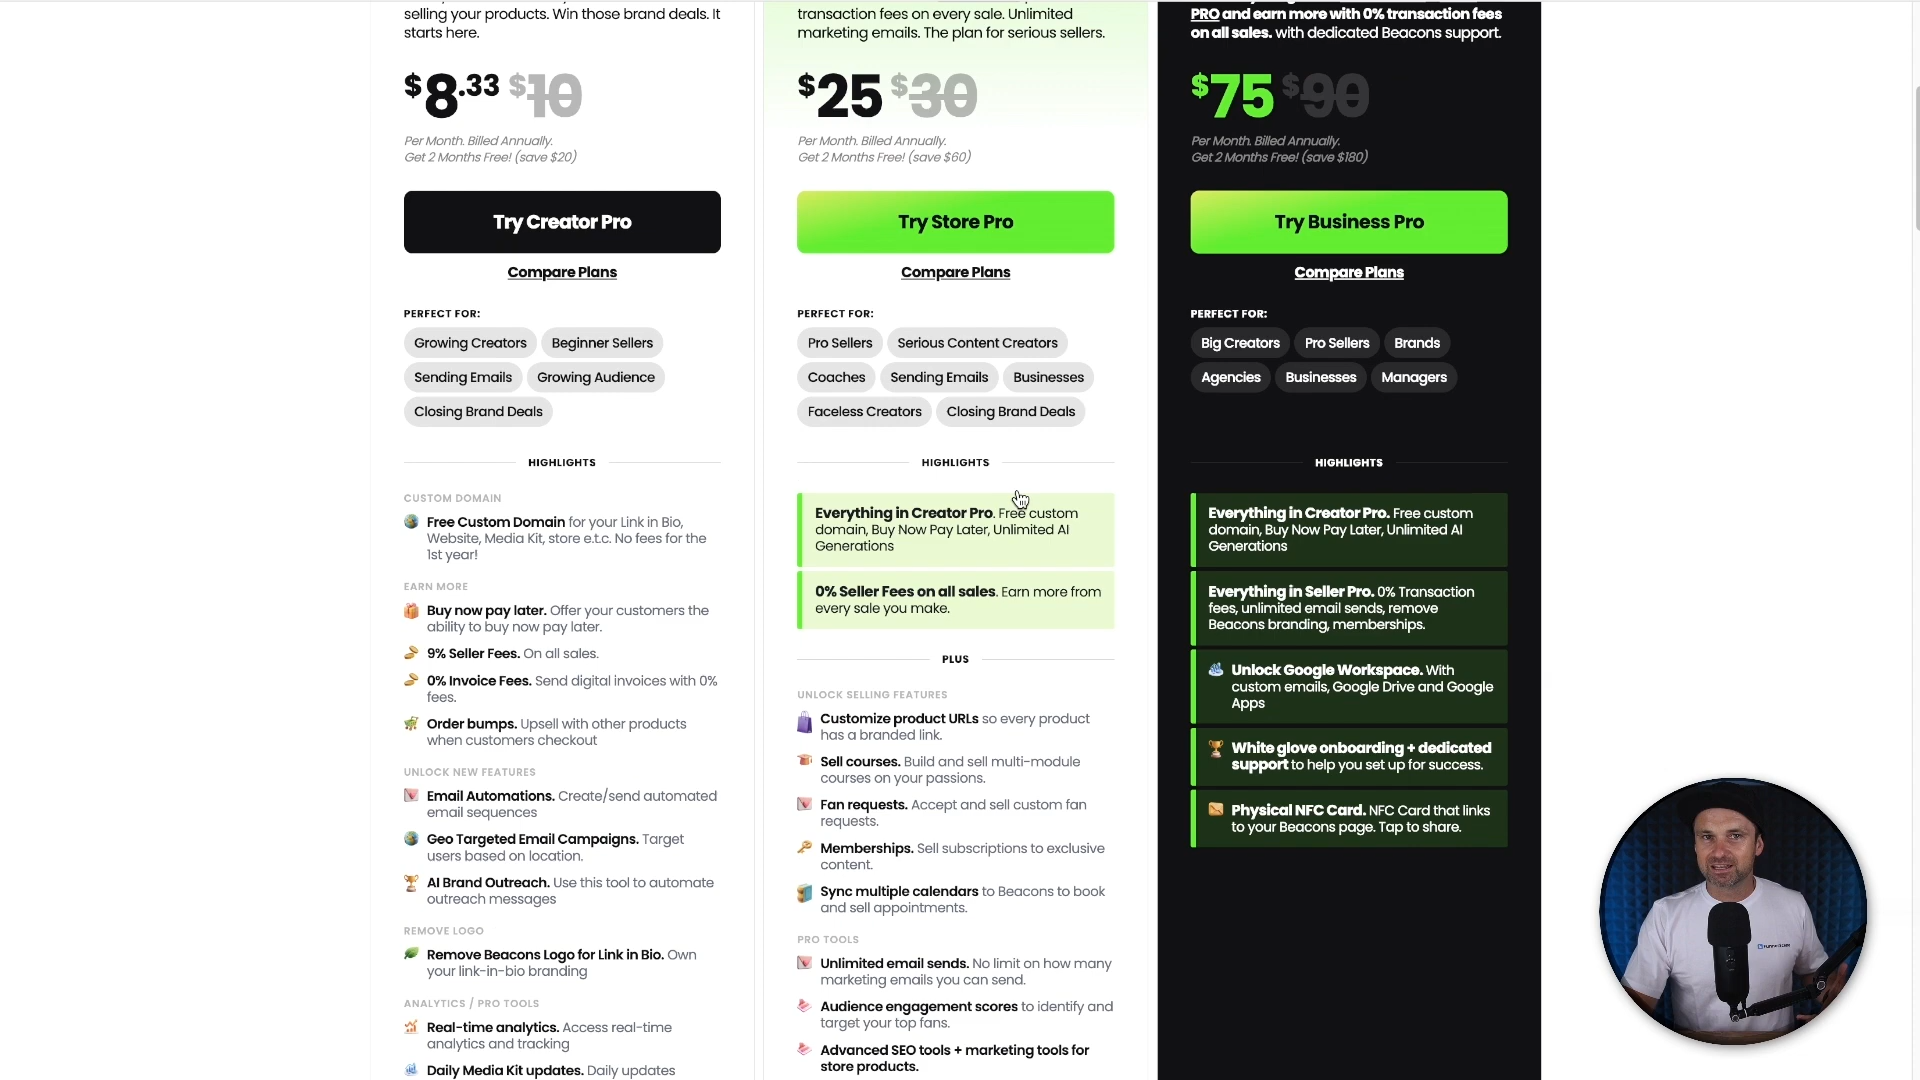 selling your products. Win those brand deals. It
starts here.
$8.33 $10
Per Month. Billed Annually.
Get 2 Months Free! (save $20)
Try Creator Pro
Compare Plans
PERFECT FOR:
Growing Creators Beginner Sellers
Sending Emails Growing Audience
Closing Brand Deals
HIGHLIGHTS
CUSTOM DOMAIN
Free Custom Domain for your Link in Bio,
Website, Media Kit, store e.t.c. No fees for the
1st year!
EARN MORE
Buy now pay later. Offer your customers the
ability to buy now pay later.
9% Seller Fees. On all sales.
0% Invoice Fees. Send digital invoices with 0%
fees.
Order bumps. Upsell with other products
when customers checkout
UNLOCK NEW FEATURES
Email Automations. Create/send automated
email sequences
Geo Targeted Email Campaigns. Target
users based on location.
AI Brand Outreach. Use this tool to automate
outreach messages
REMOVE LOGO
Remove Beacons Logo for Link in Bio. Own
your link-in-bio branding
ANALYTICS / PRO TOOLS
Real-time analytics. Access real-time
analytics and tracking
Daily Media Kit updates. Daily updates
transaction fees on every sale. Unlimited
marketing emails. The plan for serious sellers.
$25 $30
Per Month. Billed Annually.
Get 2 Months Free! (save $60)
Try Store Pro
Compare Plans
PERFECT FOR:
Pro Sellers Serious Content Creators
Coaches Sending Emails Businesses
Faceless Creators Closing Brand Deals
HIGHLIGHTS
Everything in Creator Pro. Free custom
domain, Buy Now Pay Later, Unlimited AI
Generations
0% Seller Fees on all sales. Earn more from
every sale you make.
PLUS
UNLOCK SELLING FEATURES
Customize product URLs so every product
has a branded link.
Sell courses. Build and sell multi-module
courses on your passions.
Fan requests. Accept and sell custom fan
requests.
Memberships. Sell subscriptions to exclusive
content.
Sync multiple calendars to Beacons to book
and sell appointments.
PRO TOOLS
Unlimited email sends. No limit on how many
marketing emails you can send.
Audience engagement scores to identify and
target your top fans.
Advanced SEO tools + marketing tools for
store products.
PRO and earn more with 0% transaction fees
on all sales. with dedicated Beacons support.
$75 $90
Per Month. Billed Annually.
Get 2 Months Free! (save $180)
Try Business Pro
Compare Plans
PERFECT FOR:
Big Creators Pro Sellers Brands
Agencies Businesses Managers
HIGHLIGHTS
Everything in Creator Pro. Free custom
domain, Buy Now Pay Later, Unlimited AI
Generations
Everything in Seller Pro. 0% Transaction
fees, unlimited email sends, remove
Beacons branding, memberships.
Unlock Google Workspace. With
custom emails, Google Drive and Google
Apps
White glove onboarding + dedicated
support to help you set up for success.
Physical NFC Card. NFC Card that links
to your Beacons page. Tap to share.